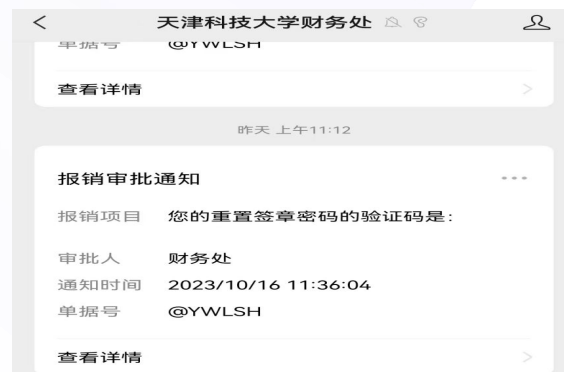 天津科技大学财务处
单据号 @YWLSH
查看详情
昨天 上午11:12
报销审批通知
报销项目 您的重置签章密码的验证码是:
审批人 财务处
通知时间 2023/10/16 11:36:04
单据号 @YWLSH
查看详情